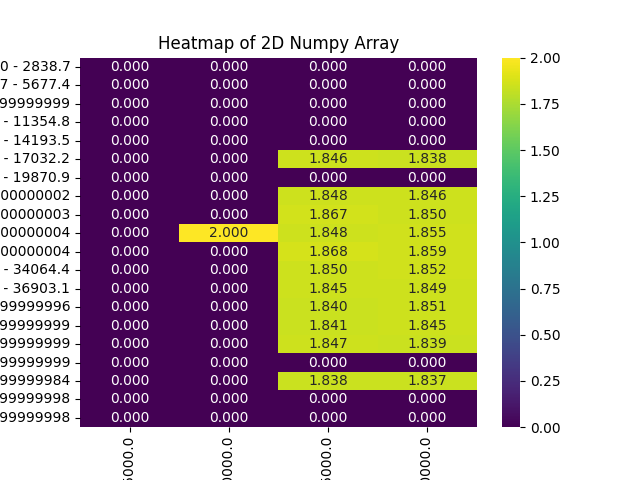 Heatmap of 2D Numpy Array
0 - 2838.7 0.000 0.000 0.000 0.000
7 - 5677.4 0.000 0.000 0.000 0.000
99999999 0.000 0.000 0.000 0.000
- 11354.8 0.000 0.000 0.000 0.000
- 14193.5 0.000 0.000 0.000 0.000
- 17032.2 0.000 0.000 1.846 1.838
- 19870.9 0.000 0.000 0.000 0.000
00000002 0.000 0.000 1.848 1.846
00000003 0.000 0.000 1.867 1.850
00000004 0.000 2.000 1.848 1.855
00000004 0.000 0.000 1.868 1.859
- 34064.4 0.000 0.000 1.850 1.852
- 36903.1 0.000 0.000 1.845 1.849
99999996 0.000 0.000 1.840 1.851
99999999 0.000 0.000 1.841 1.845
99999999 0.000 0.000 1.847 1.839
99999999 0.000 0.000 0.000 0.000
99999984 0.000 0.000 1.838 1.837
99999998 0.000 0.000 0.000 0.000
99999998 0.000 0.000 0.000 0.000
5000.0 0000.0 5000.0 0000.0
2.00
1.75
1.50
1.25
1.00
0.75
0.50
0.25
0.00